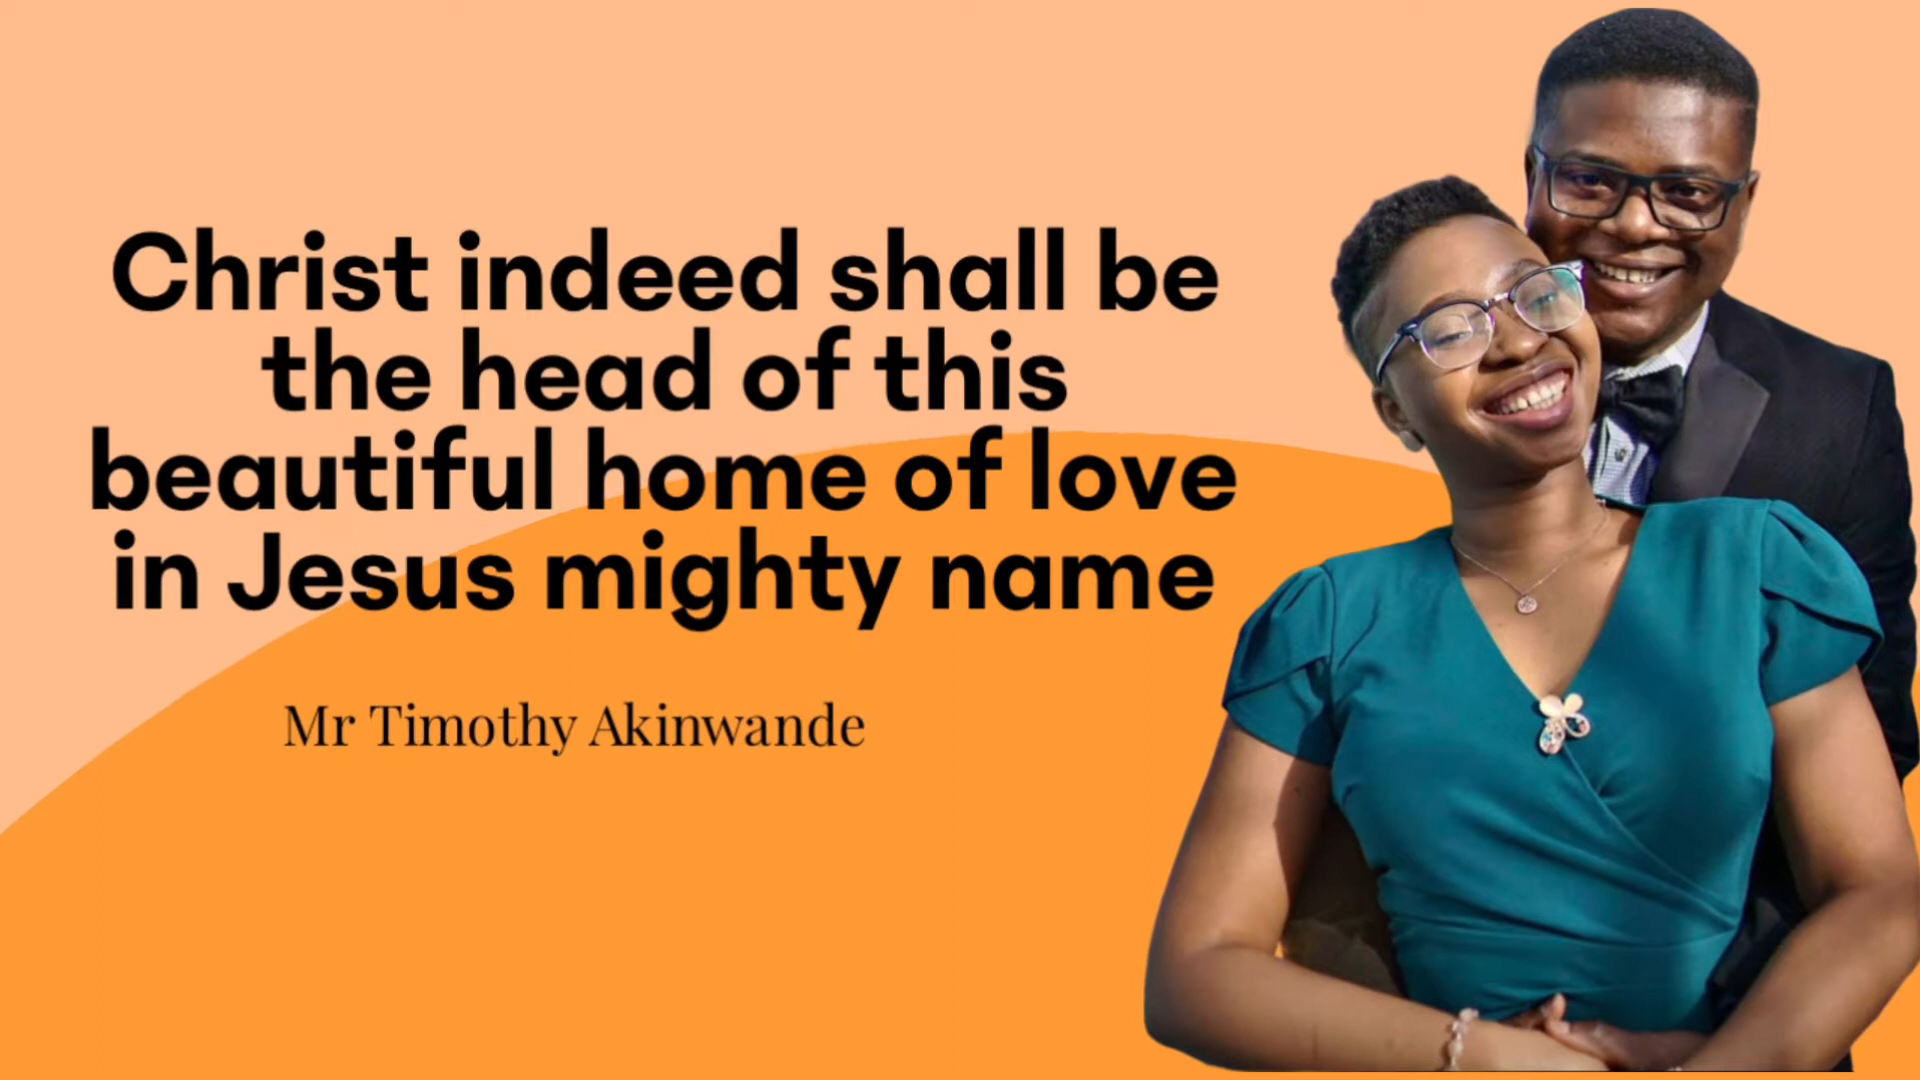 Christ indeed shall be
the head of this
beautiful home of love
in Jesus mighty name
Mr Timothy Akinwande